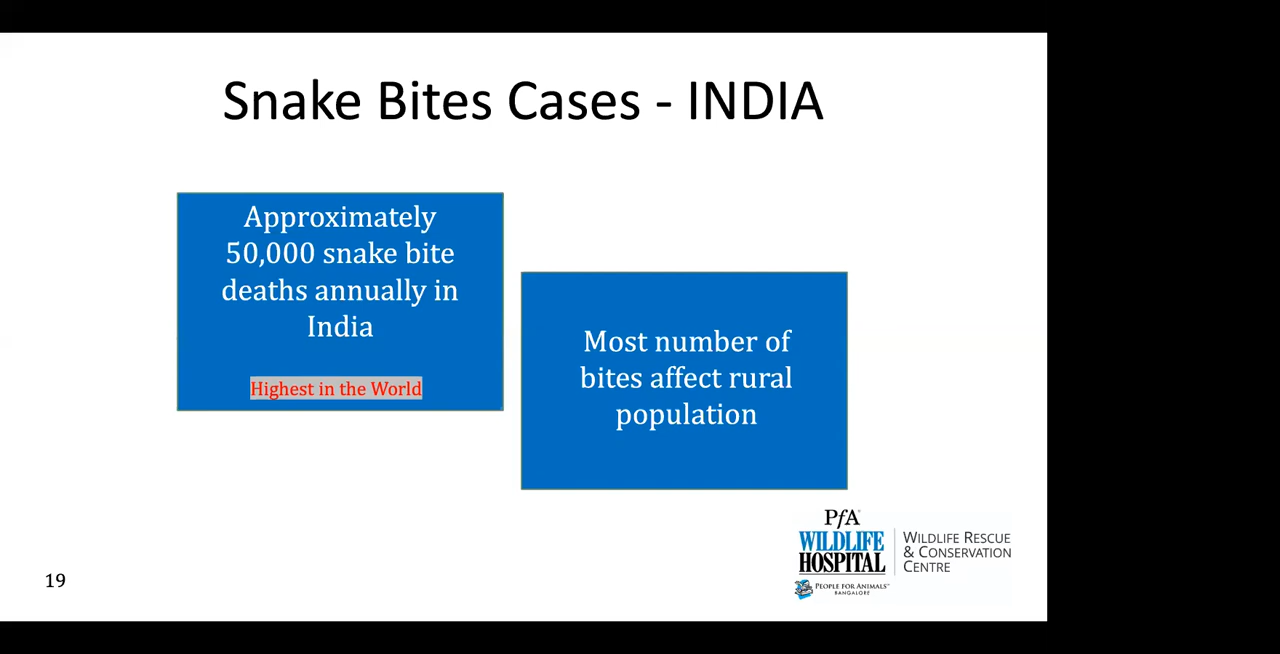 Snake Bites Cases - INDIA
Approximately
50,000 snake bite
deaths annually in
India
Highest in the World
Most number of
bites affect rural
population
PfA
WILDLIFE
HOSPITAL
PEOPLE FOR ANIMALS™
BANGALORE
WILDLIFE RESCUE
& CONSERVATION
CENTRE
19